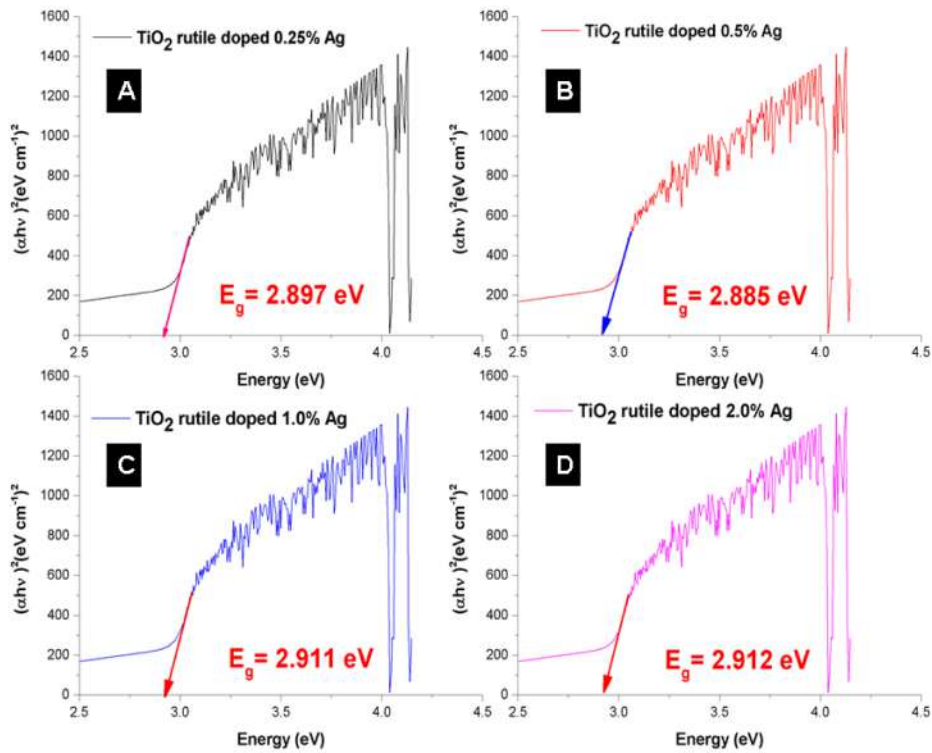 TiO2 rutile doped 0.25% Ag
A
(αhν)²(eV cm⁻¹)²
1600
1400
1200
1000
800
600
400
200
0
Eg= 2.897 eV
2.5 3.0 3.5 4.0 4.5
Energy (eV)
TiO2 rutile doped 0.5% Ag
B
(αhν)²(eV cm⁻¹)²
1600
1400
1200
1000
800
600
400
200
0
Eg= 2.885 eV
2.5 3.0 3.5 4.0 4.5
Energy (eV)
TiO2 rutile doped 1.0% Ag
C
(αhν)²(eV cm⁻¹)²
1600
1400
1200
1000
800
600
400
200
0
Eg= 2.911 eV
2.5 3.0 3.5 4.0 4.5
Energy (eV)
TiO2 rutile doped 2.0% Ag
D
(αhν)²(eV cm⁻¹)²
1600
1400
1200
1000
800
600
400
200
0
Eg= 2.912 eV
2.5 3.0 3.5 4.0 4.5
Energy (eV)